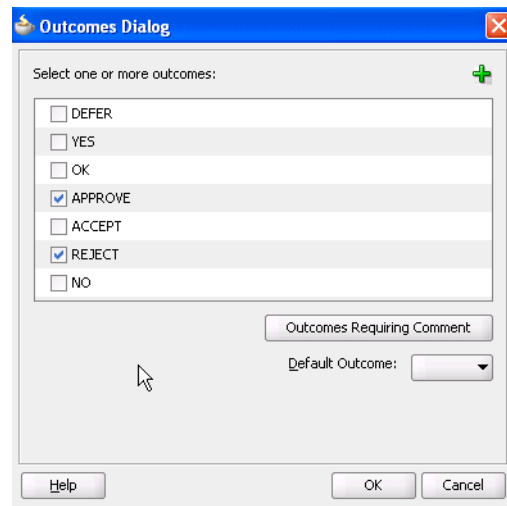 Outcomes Dialog
Select one or more outcomes:
DEFER
YES
OK
APPROVE
ACCEPT
REJECT
NO
Outcomes Requiring Comment
Default Outcome:
Help OK Cancel